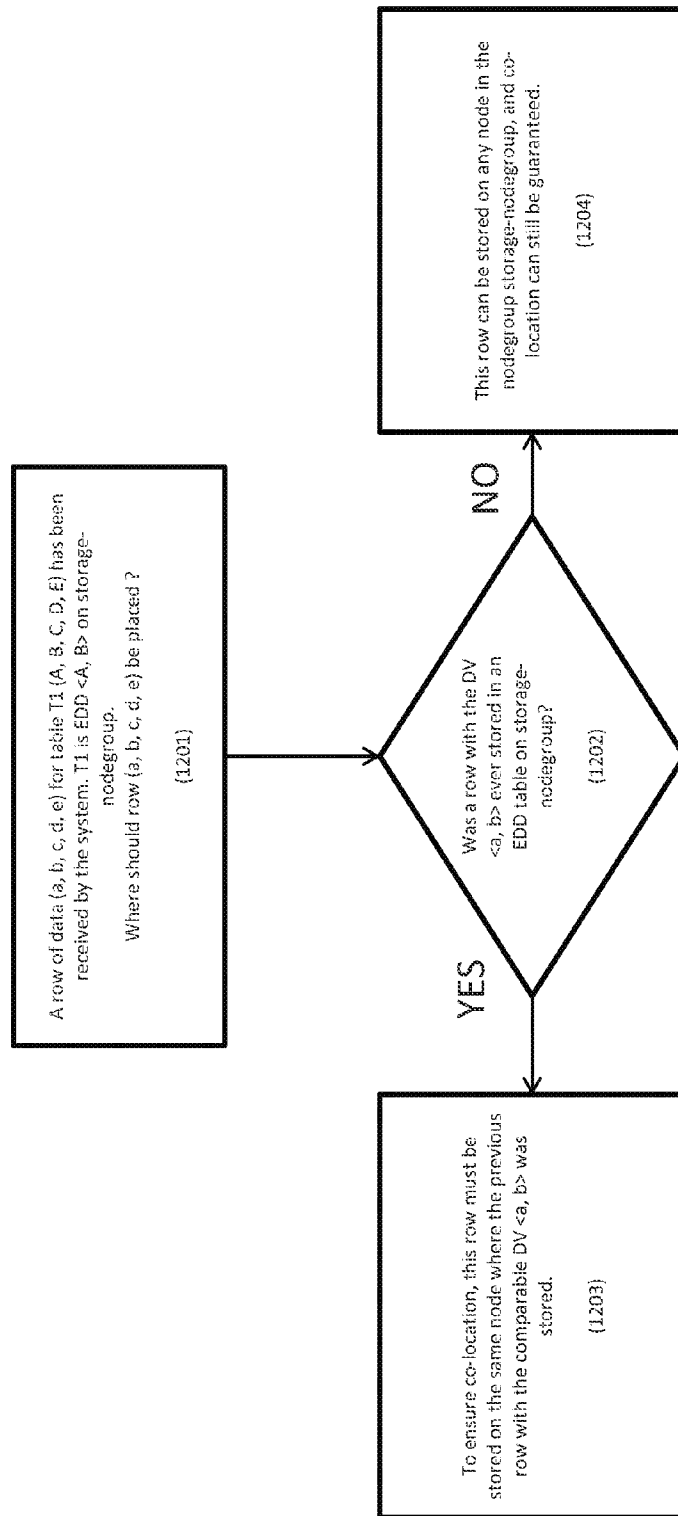 A row of data (a, b, c, d, e) for table T1 (A, B, C, D, E) has been
received by the system. T1 is EDD <A, B> on storage-
nodegroup.
Where should row (a, b, c, d, e) be placed ?
(1201)
Was a row with the DV
<a, b> ever stored in an
EDD table on storage-
nodegroup?
(1202)
YES
NO
To ensure co-location, this row must be
stored on the same node where the previous
row with the comparable DV <a, b> was
stored.
(1203)
This row can be stored on any node in the
nodegroup storage-nodegroup, and co-
location can still be guaranteed.
(1204)